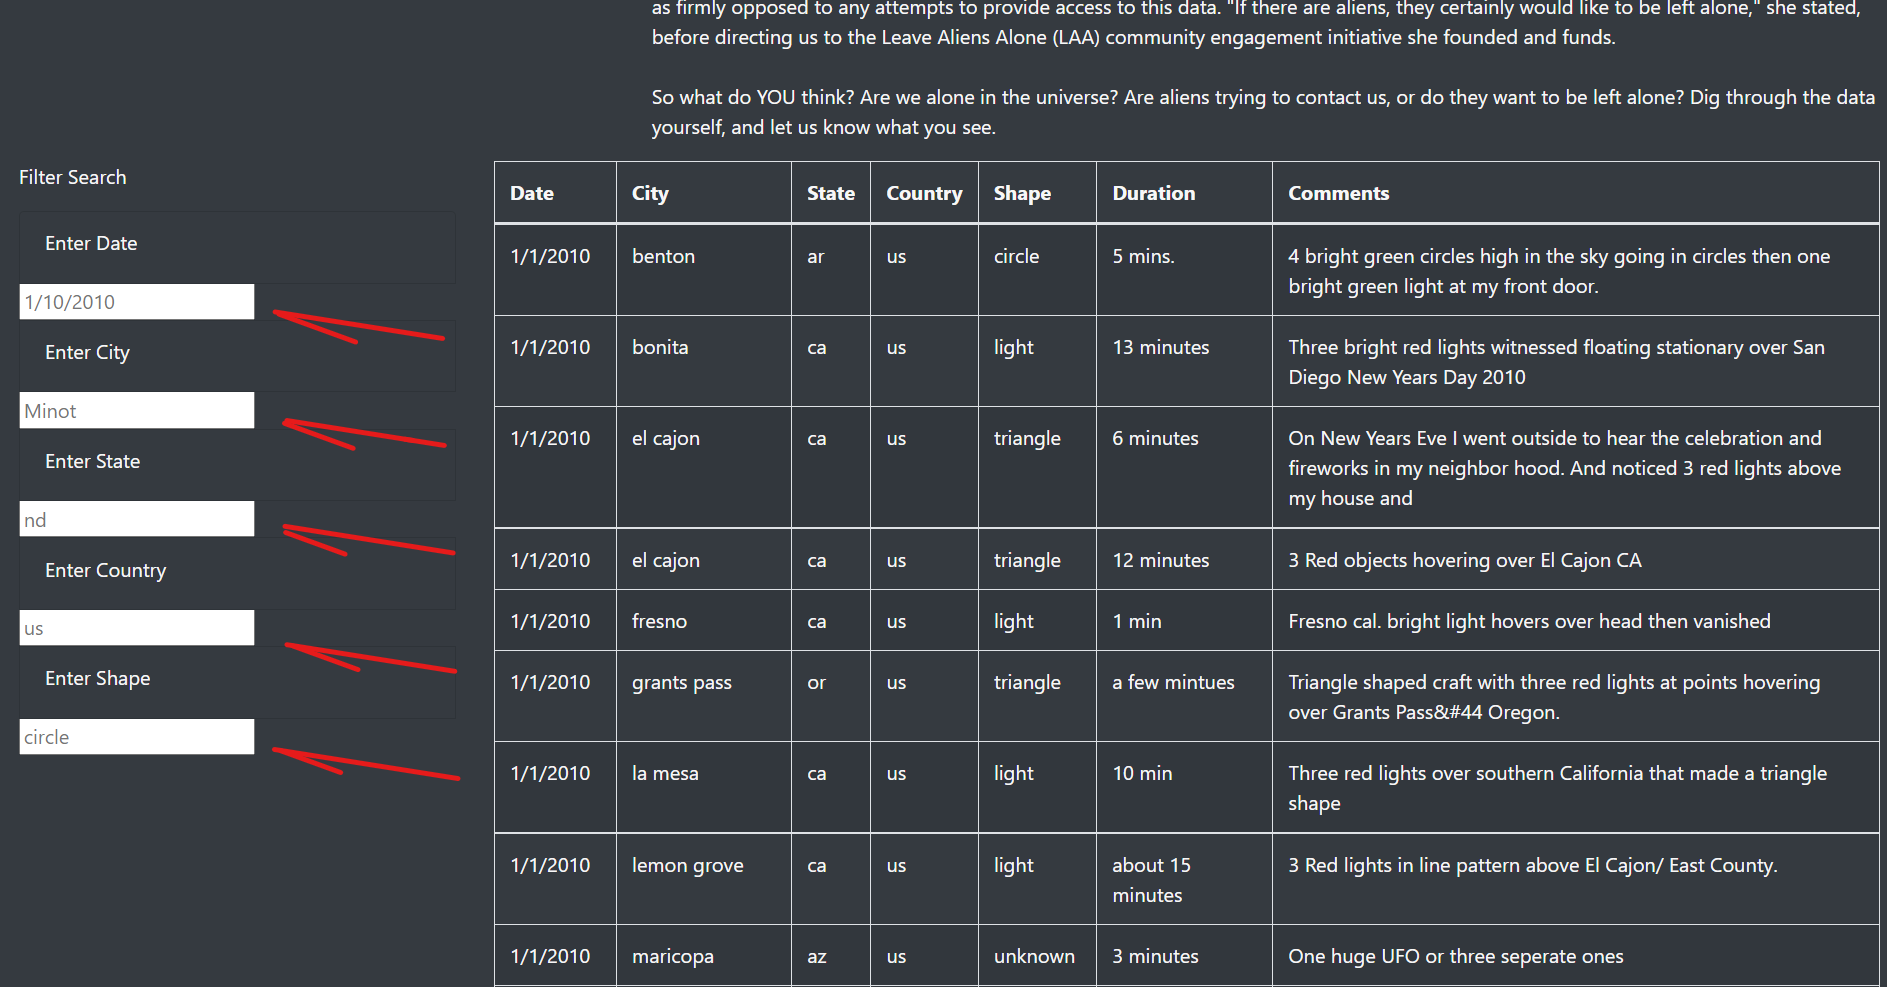 as firmly opposed to any attempts to provide access to this data. "If there are aliens, they certainly would like to be left alone," she stated,
before directing us to the Leave Aliens Alone (LAA) community engagement initiative she founded and funds.
So what do YOU think? Are we alone in the universe? Are aliens trying to contact us, or do they want to be left alone? Dig through the data
yourself, and let us know what you see.
Filter Search
Enter Date
1/10/2010
Enter City
Minot
Enter State
nd
Enter Country
us
Enter Shape
circle
Date City State Country Shape Duration Comments
1/1/2010 benton ar us circle 5 mins. 4 bright green circles high in the sky going in circles then one
bright green light at my front door.
1/1/2010 bonita ca us light 13 minutes Three bright red lights witnessed floating stationary over San
Diego New Years Day 2010
1/1/2010 el cajon ca us triangle 6 minutes On New Years Eve I went outside to hear the celebration and
fireworks in my neighbor hood. And noticed 3 red lights above
my house and
1/1/2010 el cajon ca us triangle 12 minutes 3 Red objects hovering over El Cajon CA
1/1/2010 fresno ca us light 1 min Fresno cal. bright light hovers over head then vanished
1/1/2010 grants pass or us triangle a few mintues Triangle shaped craft with three red lights at points hovering
over Grants Pass&#44 Oregon.
1/1/2010 la mesa ca us light 10 min Three red lights over southern California that made a triangle
shape
1/1/2010 lemon grove ca us light about 15 3 Red lights in line pattern above El Cajon/ East County.
minutes
1/1/2010 maricopa az us unknown 3 minutes One huge UFO or three seperate ones